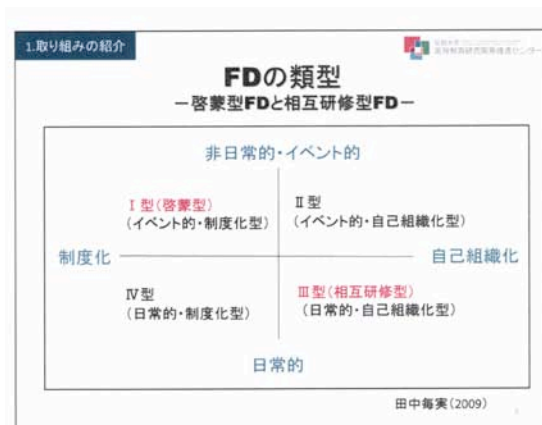 1.取り組みの紹介
FDの類型
－啓蒙型FDと相互研修型FD－
非日常的・イベント的
Ⅰ型(啓蒙型)
(イベント的・制度化型)
Ⅱ型
(イベント的・自己組織化型)
制度化
自己組織化
Ⅳ型
(日常的・制度化型)
Ⅲ型(相互研修型)
(日常的・自己組織化型)
日常的
田中毎実(2009)